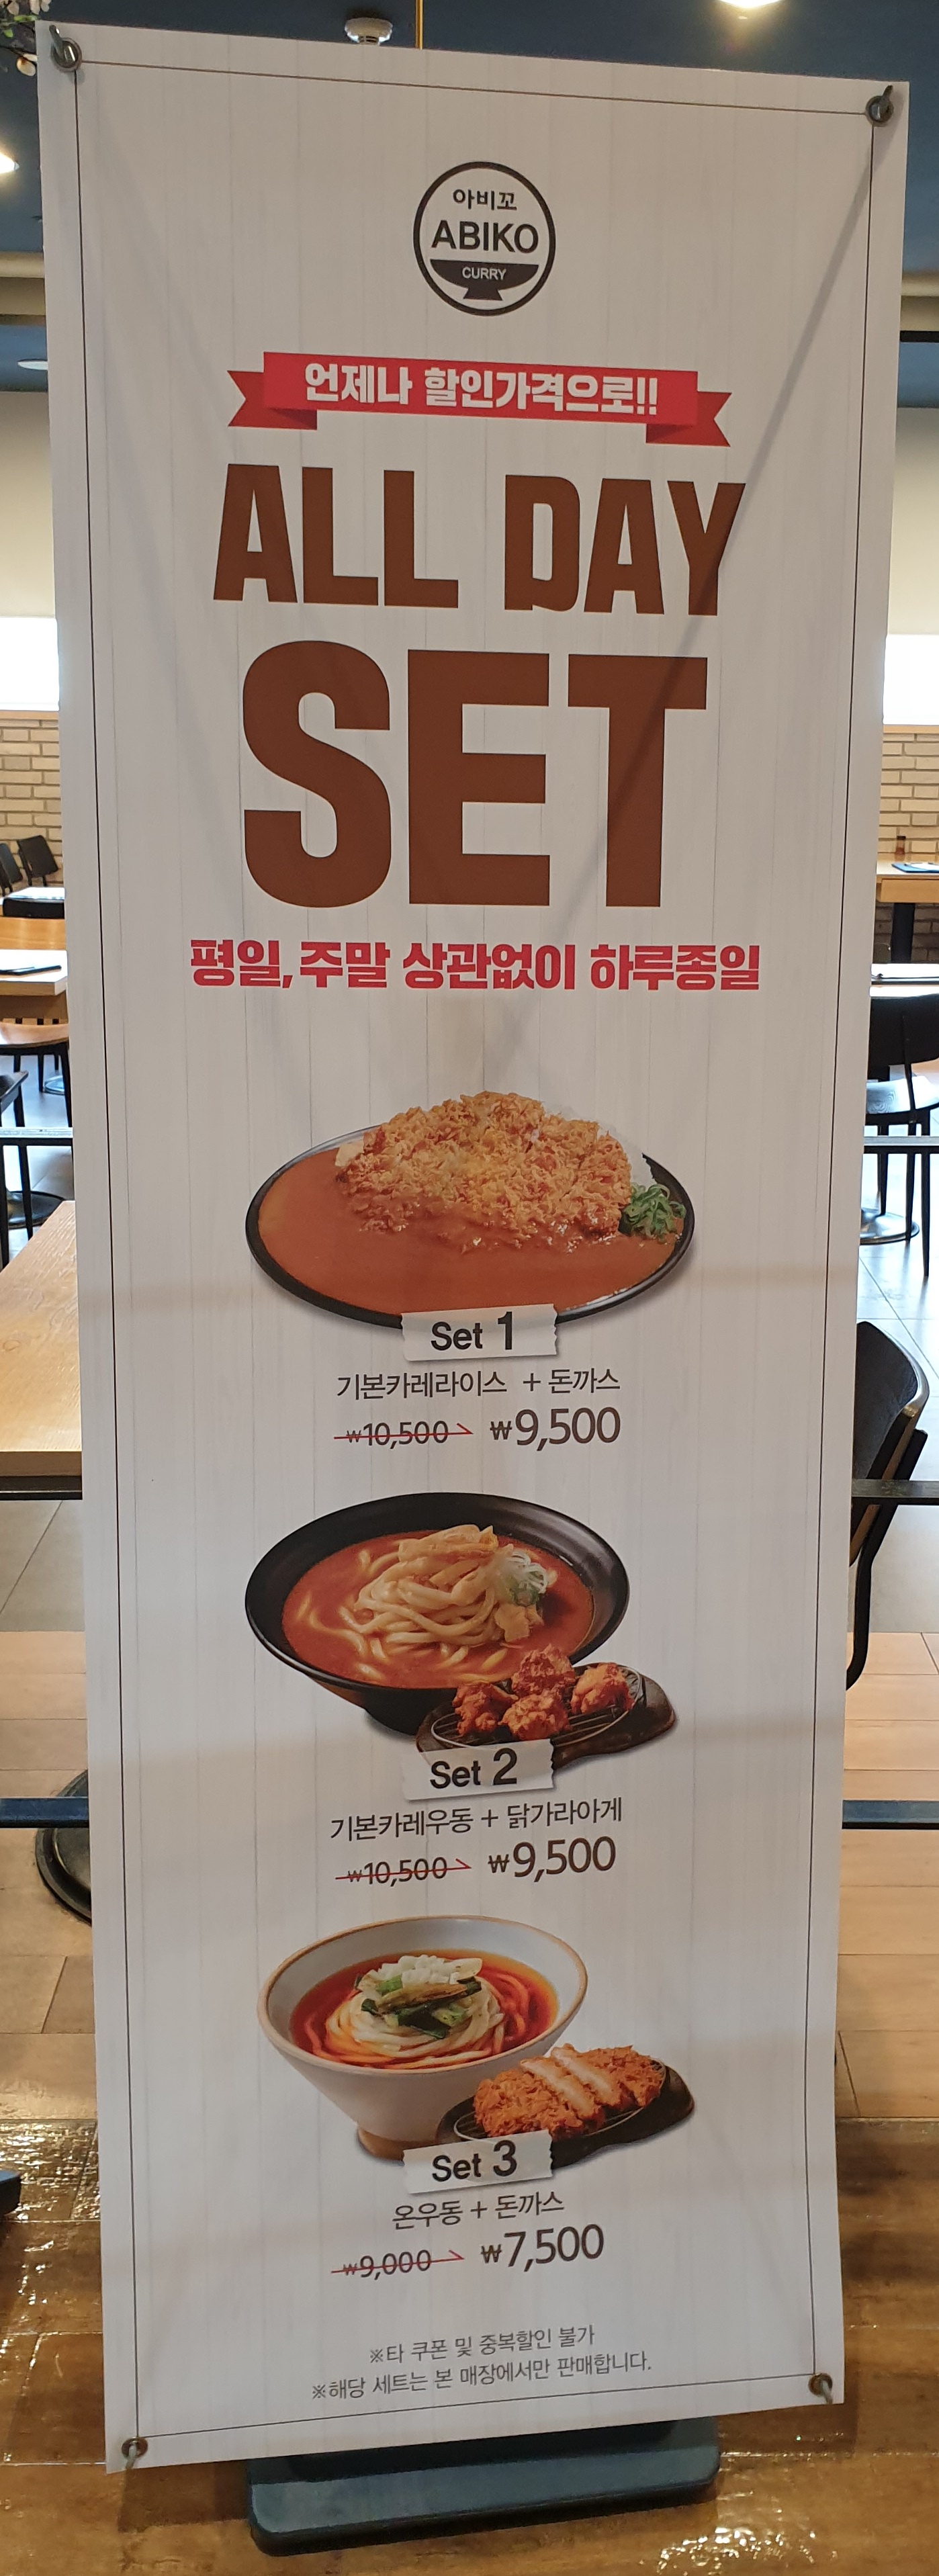 아비꼬
ABIKO
CURRY
언제나 할인가격으로!!
ALL DAY
SET
평일, 주말 상관없이 하루종일
Set 1
기본카레라이스 + 돈까스
₩10,500 ₩9,500
Set 2
기본카레우동 + 닭가라아게
₩10,500 ₩9,500
Set 3
온우동 + 돈까스
₩9,000 ₩7,500
※타 쿠폰 및 중복할인 불가
※해당 세트는 본 매장에서만 판매합니다.